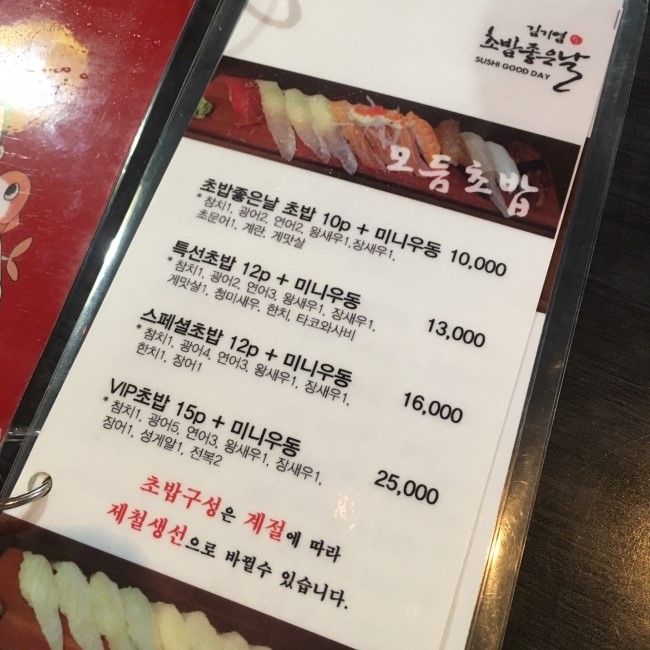 김기엽
초밥좋은날
SUSHI GOOD DAY
모듬초밥
초밥좋은날 초밥 10p + 미니우동 10,000
* 참치1, 광어2, 연어2, 왕새우1, 장새우1,
초문어1, 계란, 게맛살
특선초밥 12p + 미니우동 13,000
* 참치1, 광어2, 연어3, 왕새우1, 장새우1,
게맛살1, 청미새우, 한치, 타코와사비
스페셜초밥 12p + 미니우동 16,000
* 참치1, 광어4, 연어3, 왕새우1, 장새우1,
한치1, 장어1
VIP초밥 15p + 미니우동 25,000
* 참치1, 광어5, 연어3, 왕새우1, 장새우1,
장어1, 성게알1, 전복2
초밥구성은 계절에 따라
제철생선으로 바뀔수 있습니다.